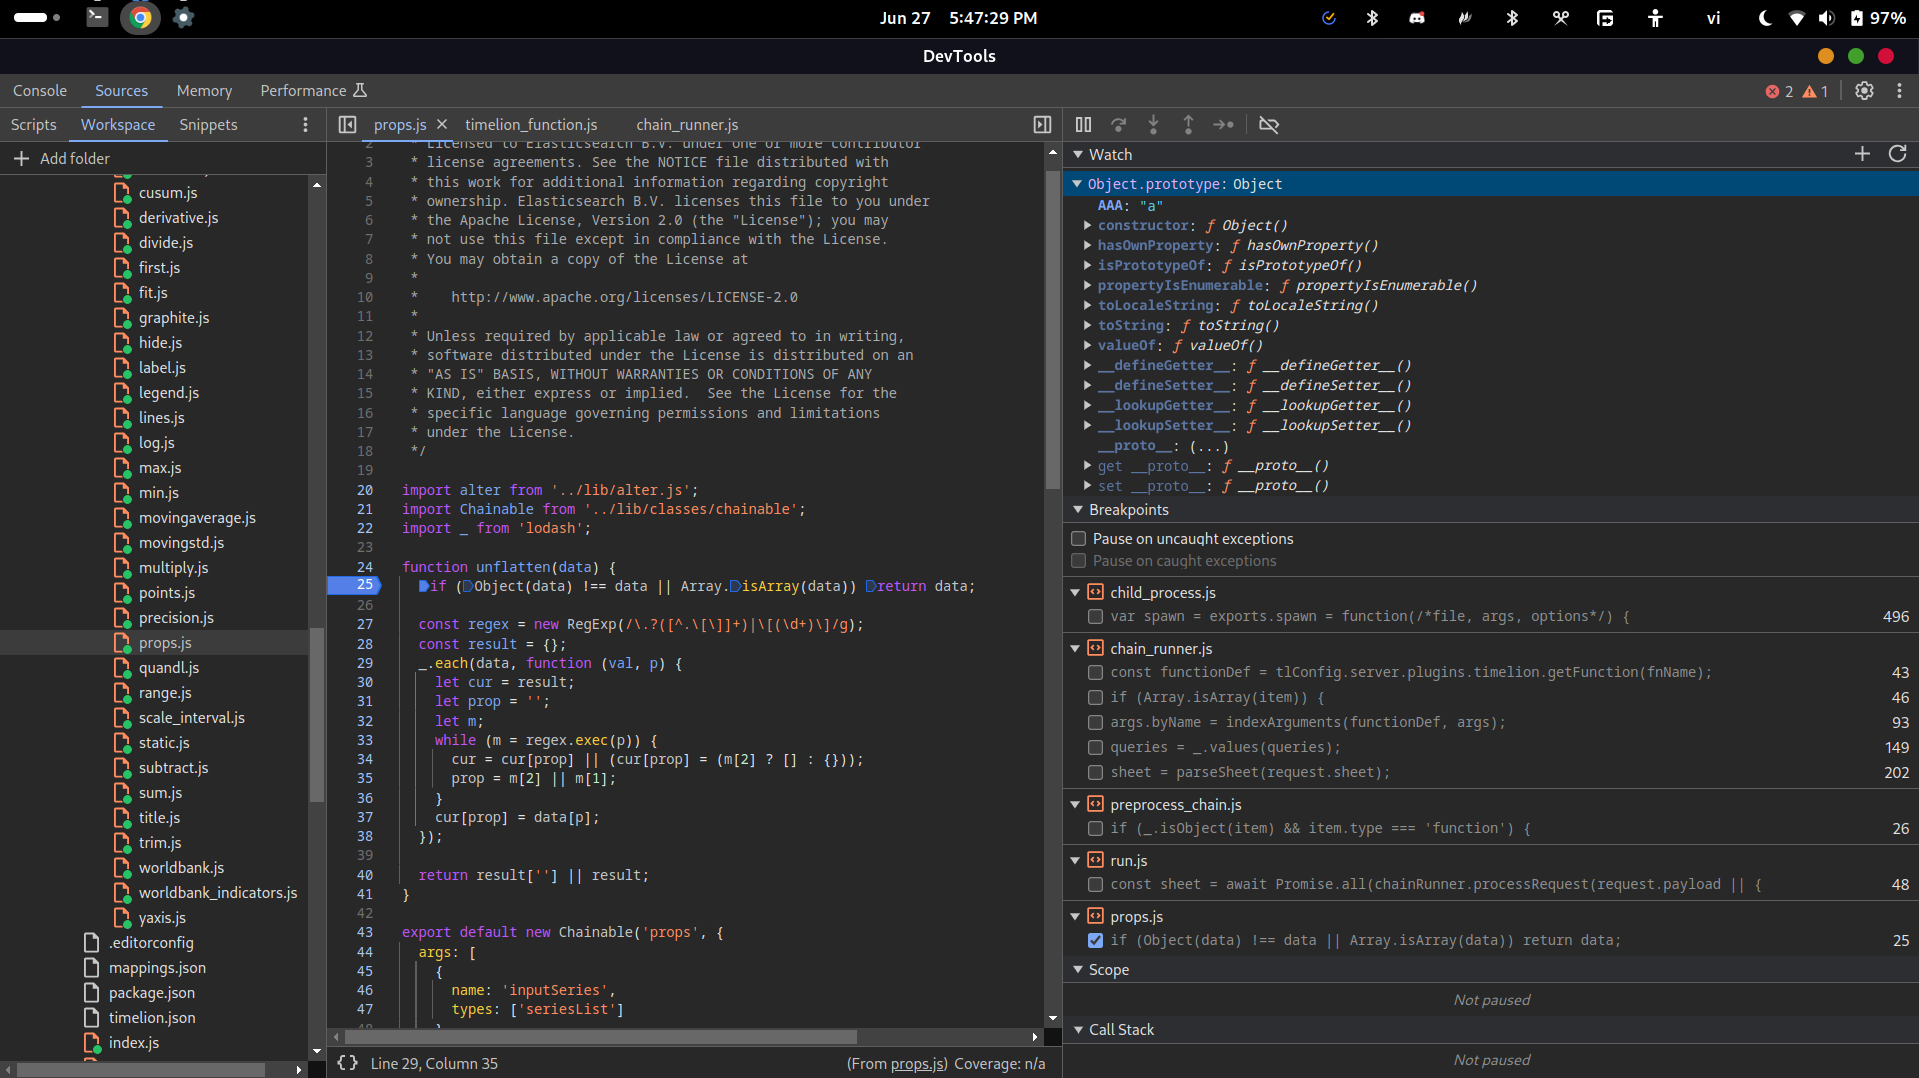 Jun 27 5:47:29 PM
vi
97%
DevTools
Console
Sources
Memory
Performance
2
1
Scripts
Workspace
Snippets
props.js
timelion_function.js
chain_runner.js
Add folder
cusum.js
derivative.js
divide.js
first.js
fit.js
graphite.js
hide.js
label.js
legend.js
lines.js
log.js
max.js
min.js
movingaverage.js
movingstd.js
multiply.js
points.js
precision.js
props.js
quandl.js
range.js
scale_interval.js
static.js
subtract.js
sum.js
title.js
trim.js
worldbank.js
worldbank_indicators.js
yaxis.js
.editorconfig
mappings.json
package.json
timelion.json
index.js
2 * Licensed to Elasticsearch B.V. under one or more contributor
3 * license agreements. See the NOTICE file distributed with
4 * this work for additional information regarding copyright
5 * ownership. Elasticsearch B.V. licenses this file to you under
6 * the Apache License, Version 2.0 (the "License"); you may
7 * not use this file except in compliance with the License.
8 * You may obtain a copy of the License at
9 *
10 *    http://www.apache.org/licenses/LICENSE-2.0
11 *
12 * Unless required by applicable law or agreed to in writing,
13 * software distributed under the License is distributed on an
14 * "AS IS" BASIS, WITHOUT WARRANTIES OR CONDITIONS OF ANY
15 * KIND, either express or implied.  See the License for the
16 * specific language governing permissions and limitations
17 * under the License.
18 */
19
20 import alter from '../lib/alter.js';
21 import Chainable from '../lib/classes/chainable';
22 import _ from 'lodash';
23
24 function unflatten(data) {
25 if (Object(data) !== data || Array.isArray(data)) return data;
26
27 const regex = new RegExp(/\.?([^.\[\]]+)|\[(\d+)\]/g);
28 const result = {};
29 _.each(data, function (val, p) {
30 let cur = result;
31 let prop = '';
32 let m;
33 while (m = regex.exec(p)) {
34 cur = cur[prop] || (cur[prop] = (m[2] ? [] : {}));
35 prop = m[2] || m[1];
36 }
37 cur[prop] = data[p];
38 });
39
40 return result[''] || result;
41 }
42
43 export default new Chainable('props', {
44 args: [
45 {
46 name: 'inputSeries',
47 types: ['seriesList']
48 }
{} Line 29, Column 35
(From props.js) Coverage: n/a
Watch
Object.prototype: Object
AAA: "a"
constructor: ƒ Object()
hasOwnProperty: ƒ hasOwnProperty()
isPrototypeOf: ƒ isPrototypeOf()
propertyIsEnumerable: ƒ propertyIsEnumerable()
toLocaleString: ƒ toLocaleString()
toString: ƒ toString()
valueOf: ƒ valueOf()
__defineGetter__: ƒ __defineGetter__()
__defineSetter__: ƒ __defineSetter__()
__lookupGetter__: ƒ __lookupGetter__()
__lookupSetter__: ƒ __lookupSetter__()
__proto__: (...)
get __proto__: ƒ __proto__()
set __proto__: ƒ __proto__()
Breakpoints
Pause on uncaught exceptions
Pause on caught exceptions
child_process.js
var spawn = exports.spawn = function(/*file, args, options*/) { 496
chain_runner.js
const functionDef = tlConfig.server.plugins.timelion.getFunction(fnName); 43
if (Array.isArray(item)) { 46
args.byName = indexArguments(functionDef, args); 93
queries = _.values(queries); 149
sheet = parseSheet(request.sheet); 202
preprocess_chain.js
if (_.isObject(item) && item.type === 'function') { 26
run.js
const sheet = await Promise.all(chainRunner.processRequest(request.payload || { 48
props.js
if (Object(data) !== data || Array.isArray(data)) return data; 25
Scope
Not paused
Call Stack
Not paused